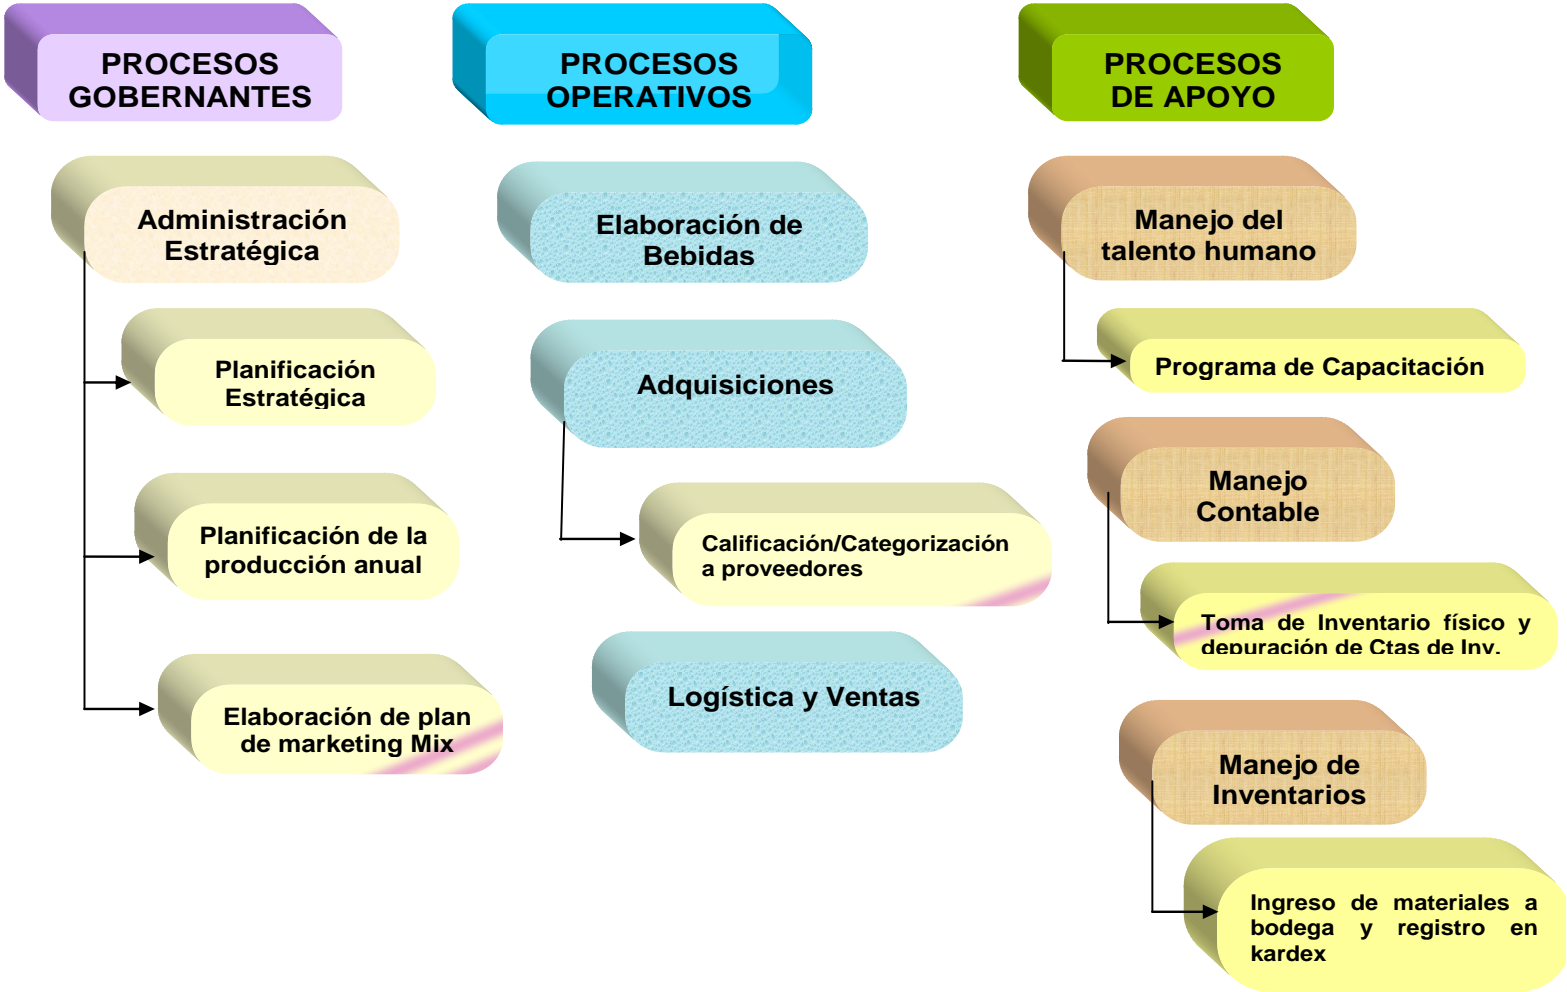 PROCESOS
GOBERNANTES
Administración
Estratégica
Planificación
Estratégica
Planificación de la
producción anual
Elaboración de plan
de marketing Mix
PROCESOS
OPERATIVOS
Elaboración de
Bebidas
Adquisiciones
Calificación/Categorización
a proveedores
Logística y Ventas
PROCESOS
DE APOYO
Manejo del
talento humano
Programa de Capacitación
Manejo
Contable
Toma de Inventario físico y
depuración de Ctas de Inv.
Manejo de
Inventarios
Ingreso de materiales a
bodega y registro en
kardex